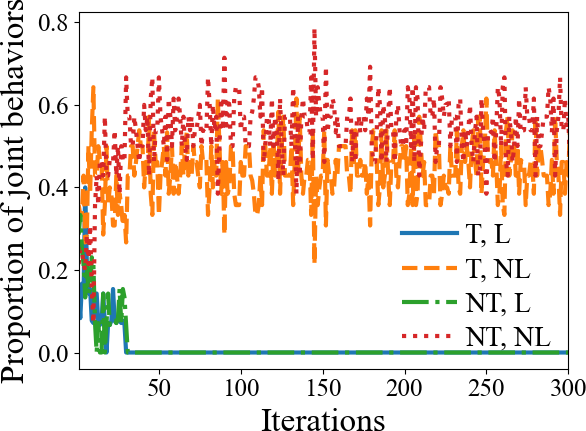 Proportion of joint behaviors
0.8
0.6
0.4
0.2
0.0
T, L
T, NL
NT, L
NT, NL
50 100 150 200 250 300
Iterations